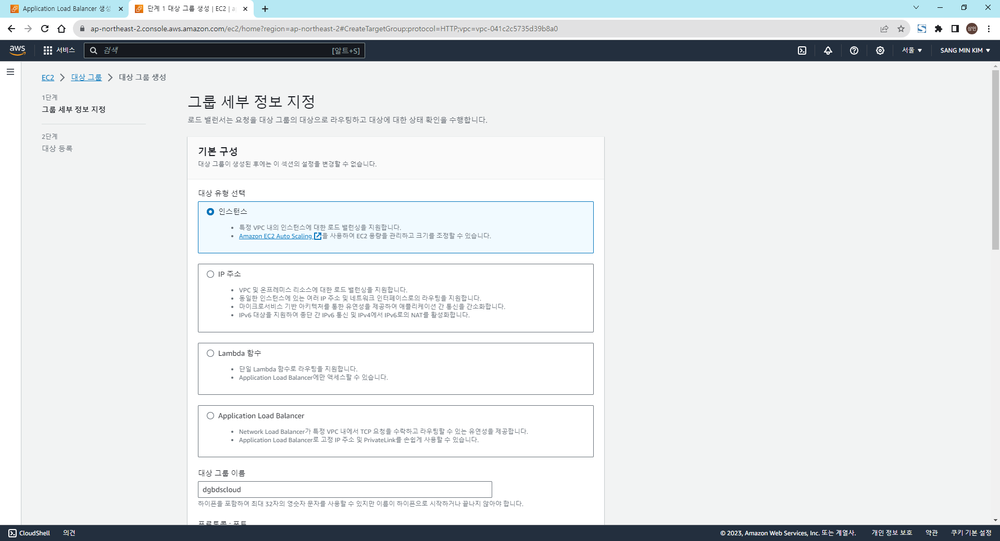 Application Load Balancer 생성
단계 1 대상 그룹 생성 | EC2 | a
ap-northeast-2.console.aws.amazon.com/ec2/home?region=ap-northeast-2#CreateTargetGroup:protocol=HTTP;vpc=vpc-041c2c5735d39b8a0
상민
aws
서비스
검색
[알트+S]
서울
SANG MIN KIM
EC2 > 대상 그룹 > 대상 그룹 생성
1단계
그룹 세부 정보 지정
2단계
대상 등록
그룹 세부 정보 지정
로드 밸런서는 요청을 대상 그룹의 대상으로 라우팅하고 대상에 대한 상태 확인을 수행합니다.
기본 구성
대상 그룹이 생성된 후에는 이 섹션의 설정을 변경할 수 없습니다.
대상 유형 선택
인스턴스
특정 VPC 내의 인스턴스에 대한 로드 밸런싱을 지원합니다.
Amazon EC2 Auto Scaling 을 사용하여 EC2 용량을 관리하고 크기를 조정할 수 있습니다.
IP 주소
VPC 및 온프레미스 리소스에 대한 로드 밸런싱을 지원합니다.
동일한 인스턴스에 있는 여러 IP 주소 및 네트워크 인터페이스로의 라우팅을 지원합니다.
마이크로서비스 기반 아키텍처를 통한 유연성을 제공하여 애플리케이션 간 통신을 간소화합니다.
IPv6 대상을 지원하여 종단 간 IPv6 통신 및 IPv4에서 IPv6로의 NAT를 활성화합니다.
Lambda 함수
단일 Lambda 함수로 라우팅을 지원합니다.
Application Load Balancer에만 액세스할 수 있습니다.
Application Load Balancer
Network Load Balancer가 특정 VPC 내에서 TCP 요청을 수락하고 라우팅할 수 있는 유연성을 제공합니다.
Application Load Balancer로 고정 IP 주소 및 PrivateLink를 손쉽게 사용할 수 있습니다.
대상 그룹 이름
dgbdscloud
하이픈을 포함하여 최대 32자의 영숫자 문자를 사용할 수 있지만 이름이 하이픈으로 시작하거나 끝나지 않아야 합니다.
프로토콜 : 포트
CloudShell
의견
© 2023, Amazon Web Services, Inc. 또는 계열사.
개인 정보 보호
약관
쿠키 기본 설정